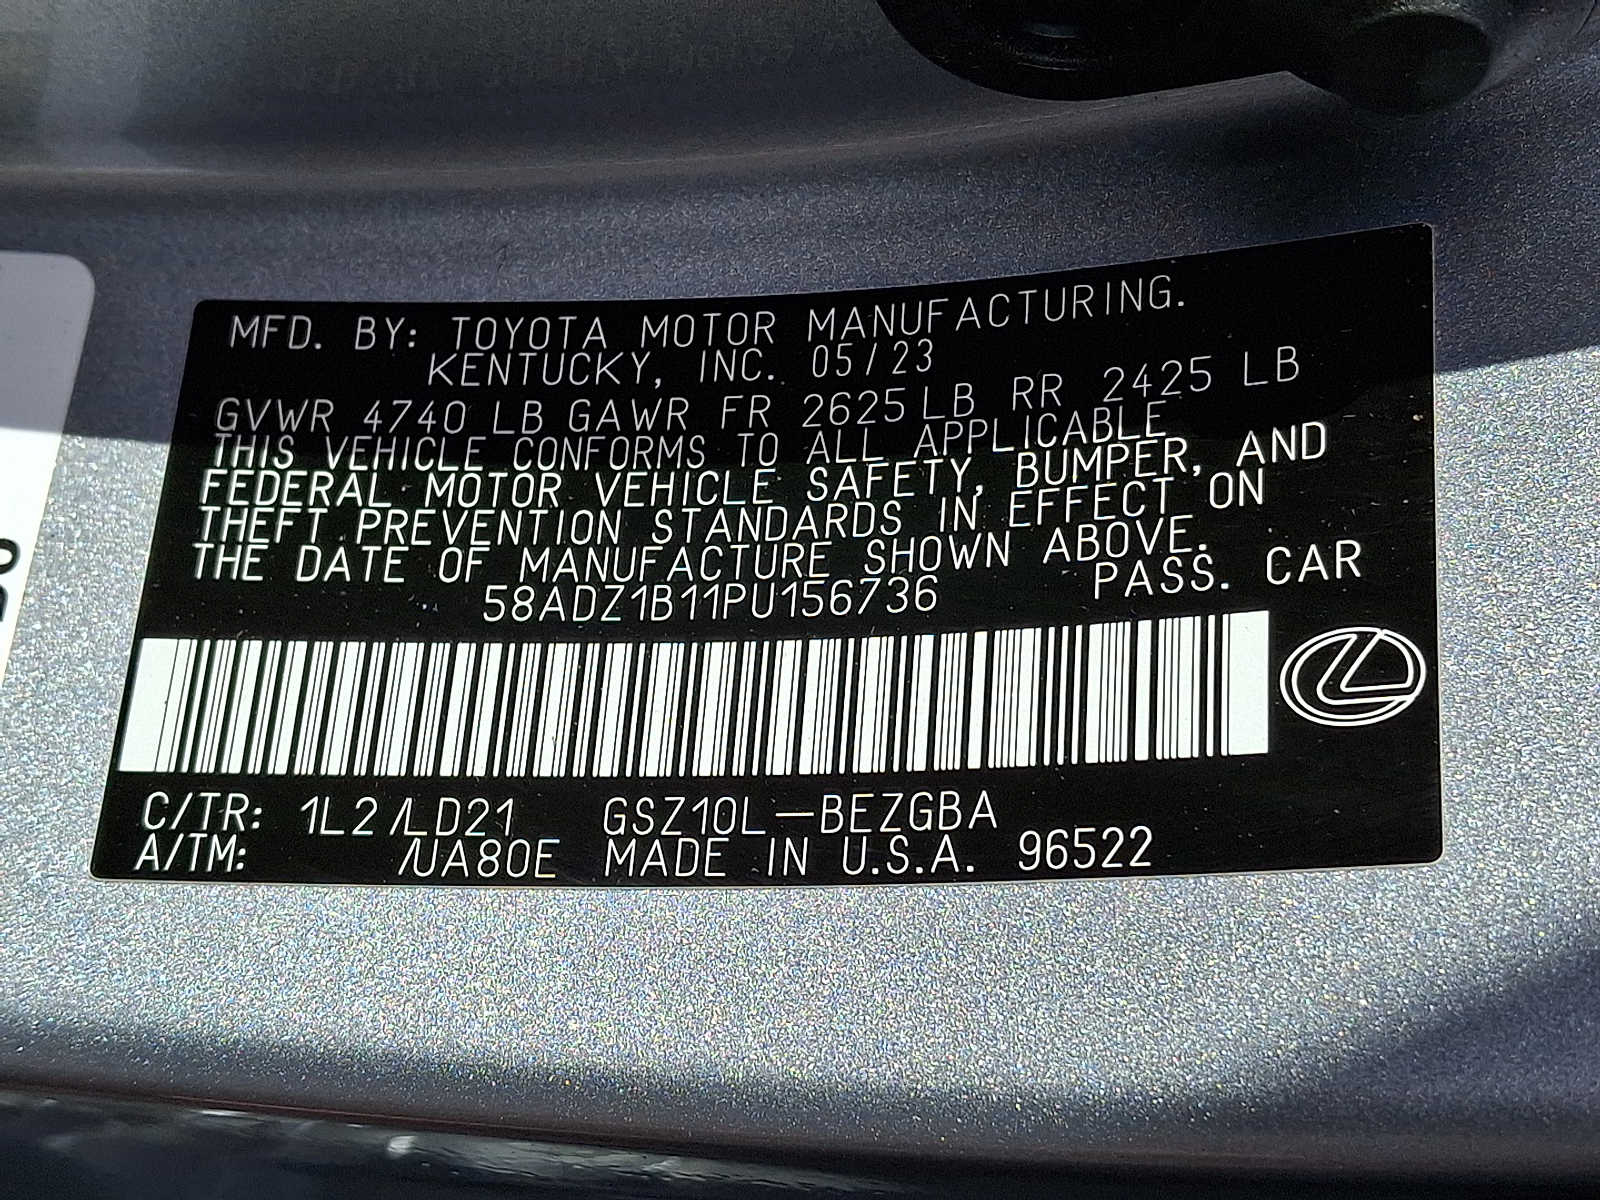 MFD. BY: TOYOTA MOTOR MANUFACTURING.
KENTUCKY, INC. 05/23
GVWR 4740 LB GAWR FR 2625 LB RR 2425 LB
THIS VEHICLE CONFORMS TO ALL APPLICABLE
FEDERAL MOTOR VEHICLE SAFETY, BUMPER, AND
THEFT PREVENTION STANDARDS IN EFFECT ON
THE DATE OF MANUFACTURE SHOWN ABOVE.
58ADZ1B11PU156736 PASS. CAR
C/TR: 1L2/LD21 GSZ10L-BEZGBA
A/TM: /UA80E MADE IN U.S.A. 96522